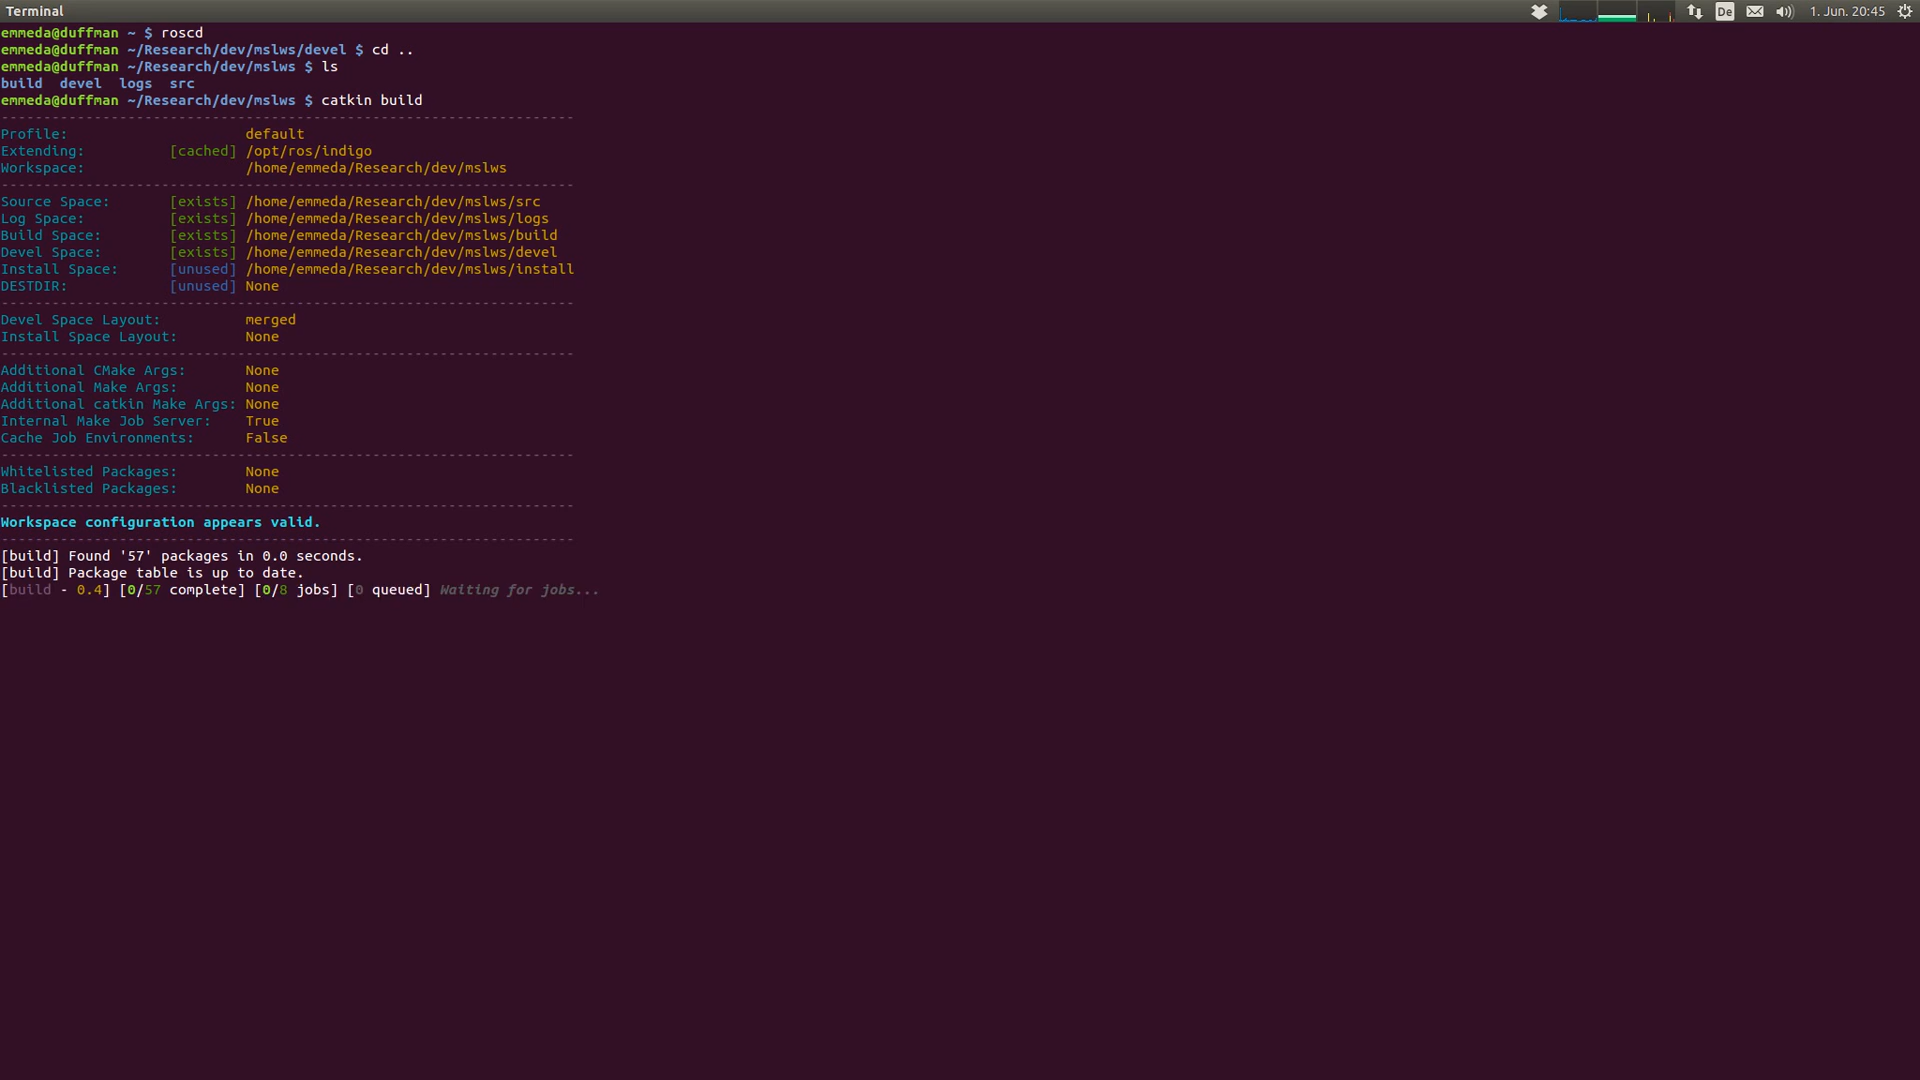 Terminal
De
1. Jun. 20:45
emmeda@duffman ~ $ roscd
emmeda@duffman ~/Research/dev/mslws/devel $ cd ..
emmeda@duffman ~/Research/dev/mslws $ ls
build  devel  logs  src
emmeda@duffman ~/Research/dev/mslws $ catkin build
--------------------------------------------------------------------
Profile:                     default
Extending:          [cached] /opt/ros/indigo
Workspace:                   /home/emmeda/Research/dev/mslws
--------------------------------------------------------------------
Source Space:       [exists] /home/emmeda/Research/dev/mslws/src
Log Space:          [exists] /home/emmeda/Research/dev/mslws/logs
Build Space:        [exists] /home/emmeda/Research/dev/mslws/build
Devel Space:        [exists] /home/emmeda/Research/dev/mslws/devel
Install Space:      [unused] /home/emmeda/Research/dev/mslws/install
DESTDIR:            [unused] None
--------------------------------------------------------------------
Devel Space Layout:          merged
Install Space Layout:        None
--------------------------------------------------------------------
Additional CMake Args:       None
Additional Make Args:        None
Additional catkin Make Args: None
Internal Make Job Server:    True
Cache Job Environments:      False
--------------------------------------------------------------------
Whitelisted Packages:        None
Blacklisted Packages:        None
--------------------------------------------------------------------
Workspace configuration appears valid.
--------------------------------------------------------------------
[build] Found '57' packages in 0.0 seconds.
[build] Package table is up to date.
[build - 0.4] [0/57 complete] [0/8 jobs] [0 queued] Waiting for jobs...